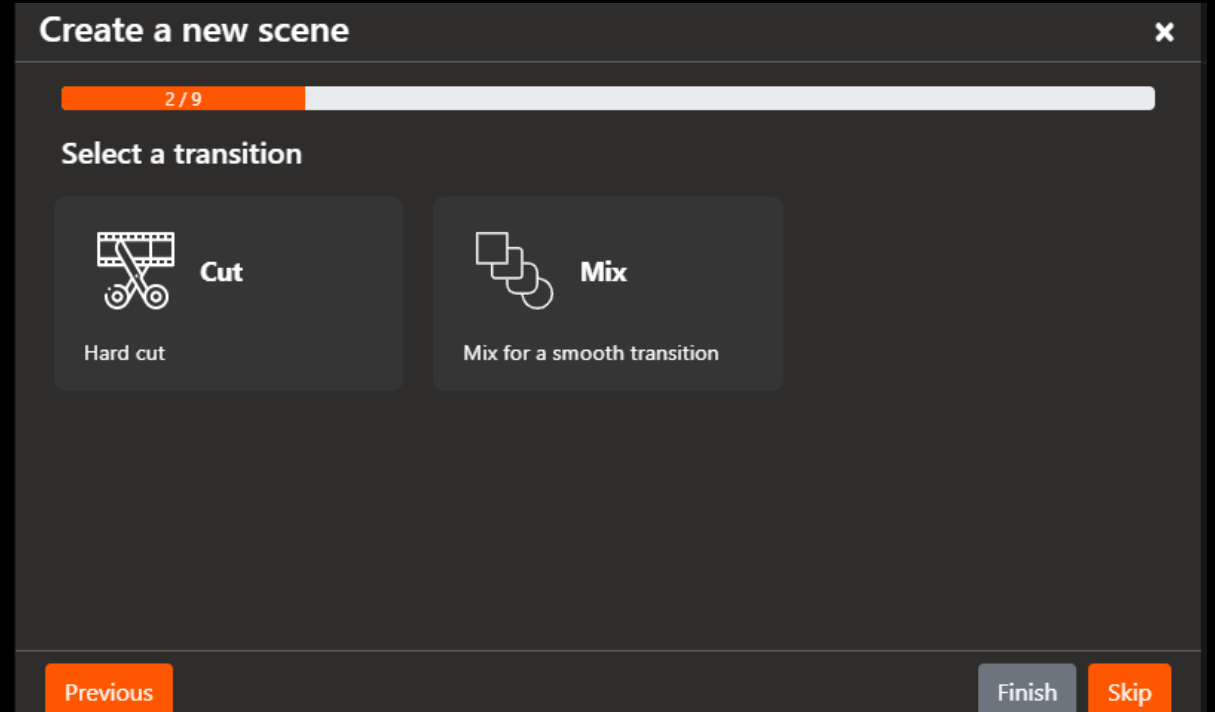 Create a new scene
2 / 9
Select a transition
Cut
Hard cut
Mix
Mix for a smooth transition
Previous
Finish
Skip